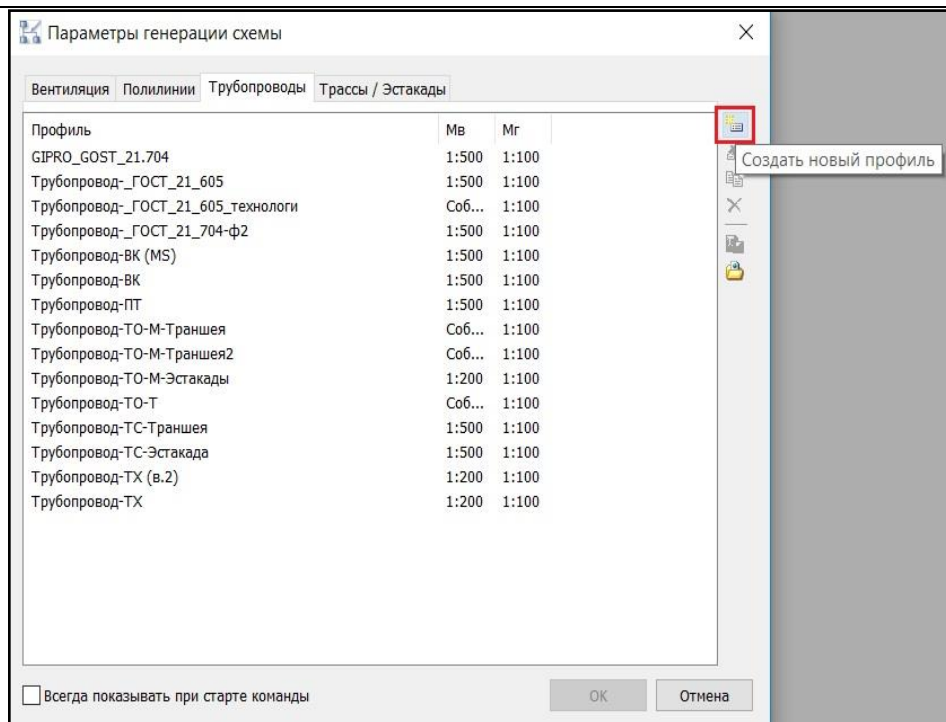 Параметры генерации схемы
Вентиляция Полилинии Трубопроводы Трассы / Эстакады
Профиль Мв Мг
GIPRO_GOST_21.704 1:500 1:100
Трубопровод-_ГОСТ_21_605 1:500 1:100
Трубопровод-_ГОСТ_21_605_технологи Соб... 1:100
Трубопровод-_ГОСТ_21_704-ф2 1:500 1:100
Трубопровод-ВК (MS) 1:500 1:100
Трубопровод-ВК 1:500 1:100
Трубопровод-ПТ 1:500 1:100
Трубопровод-ТО-М-Траншея Соб... 1:100
Трубопровод-ТО-М-Траншея2 Соб... 1:100
Трубопровод-ТО-М-Эстакады 1:200 1:100
Трубопровод-ТО-Т Соб... 1:100
Трубопровод-ТС-Траншея 1:500 1:100
Трубопровод-ТС-Эстакада 1:500 1:100
Трубопровод-ТХ (в.2) 1:200 1:100
Трубопровод-ТХ 1:200 1:100
Создать новый профиль
Всегда показывать при старте команды
ОК Отмена